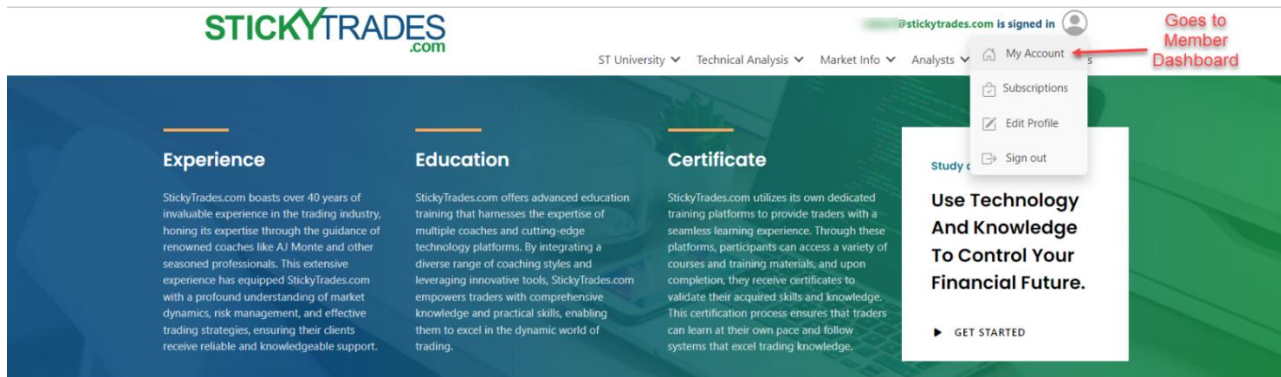 STICKYTRADES
.com
@stickytrades.com is signed in
Goes to
Member
Dashboard
ST University
Technical Analysis
Market Info
Analysts
My Account
Subscriptions
Edit Profile
Sign out
Experience
StickyTrades.com boasts over 40 years of
invaluable experience in the trading industry,
honing its expertise through the guidance of
renowned coaches like AJ Monte and other
seasoned professionals. This extensive
experience has equipped StickyTrades.com
with a profound understanding of market
dynamics, risk management, and effective
trading strategies, ensuring their clients
receive reliable and knowledgeable support.
Education
StickyTrades.com offers advanced education
training that harnesses the expertise of
multiple coaches and cutting-edge
technology platforms. By integrating a
diverse range of coaching styles and
leveraging innovative tools, StickyTrades.com
empowers traders with comprehensive
knowledge and practical skills, enabling
them to excel in the dynamic world of
trading.
Certificate
StickyTrades.com utilizes its own dedicated
training platforms to provide traders with a
seamless learning experience. Through these
platforms, participants can access a variety of
courses and training materials, and upon
completion, they receive certificates to
validate their acquired skills and knowledge.
This certification process ensures that traders
can learn at their own pace and follow
systems that excel trading knowledge.
Study
Use Technology
And Knowledge
To Control Your
Financial Future.
GET STARTED